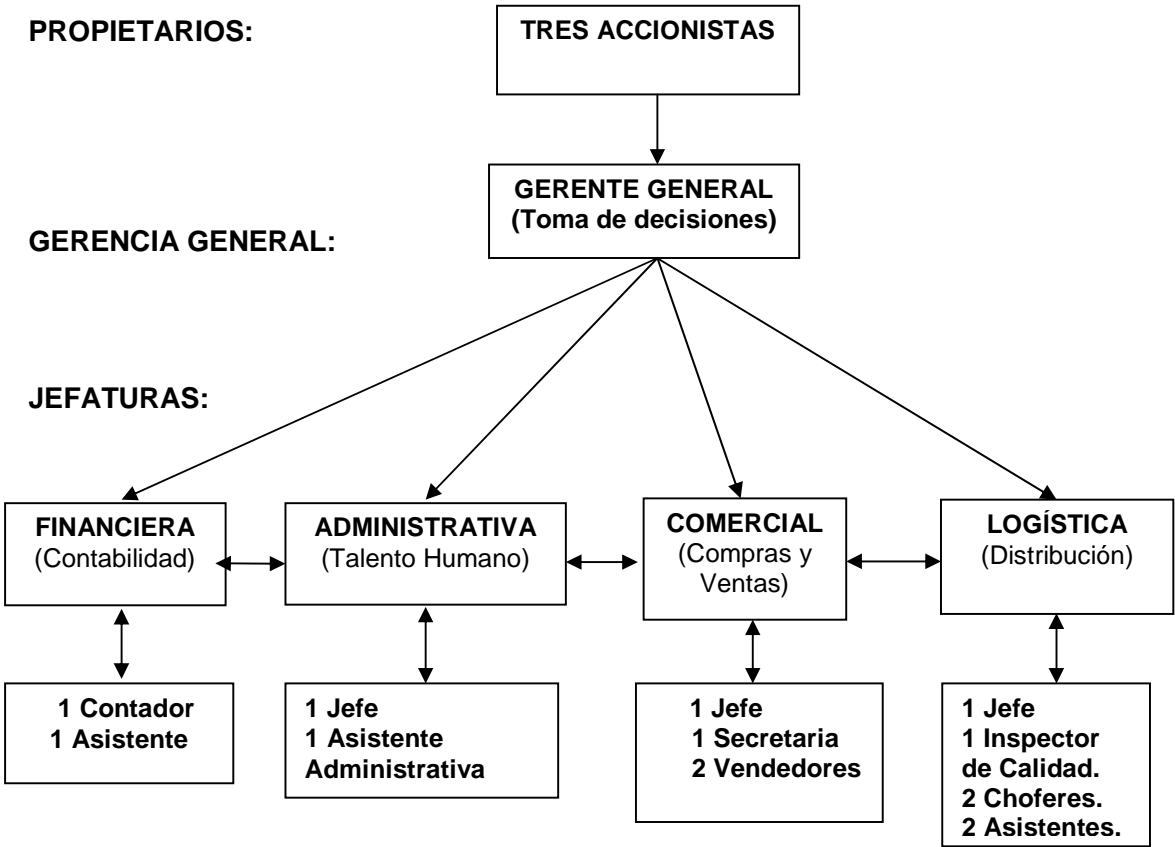 PROPIETARIOS:
TRES ACCIONISTAS
GERENTE GENERAL
(Toma de decisiones)
GERENCIA GENERAL:
JEFATURAS:
FINANCIERA
(Contabilidad)
ADMINISTRATIVA
(Talento Humano)
COMERCIAL
(Compras y
Ventas)
LOGÍSTICA
(Distribución)
1 Contador
1 Asistente
1 Jefe
1 Asistente
Administrativa
1 Jefe
1 Secretaria
2 Vendedores
1 Jefe
1 Inspector
de Calidad.
2 Choferes.
2 Asistentes.